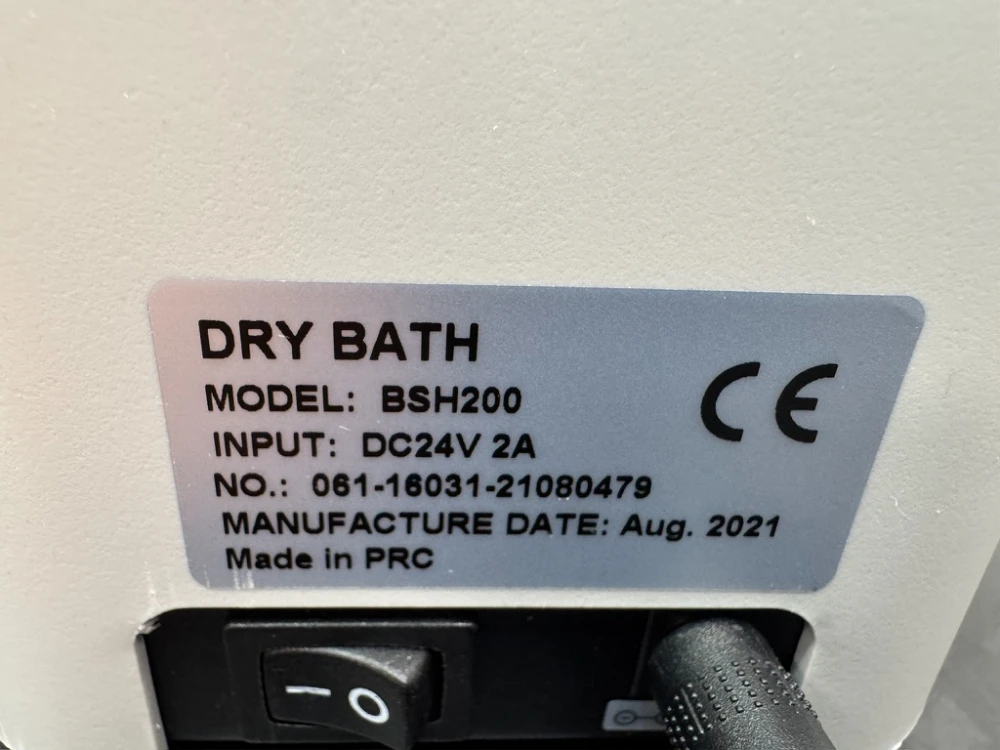 DRY BATH
MODEL: BSH200
CE
INPUT: DC24V 2A
NO.: 061-16031-21080479
MANUFACTURE DATE: Aug. 2021
Made in PRC
I O